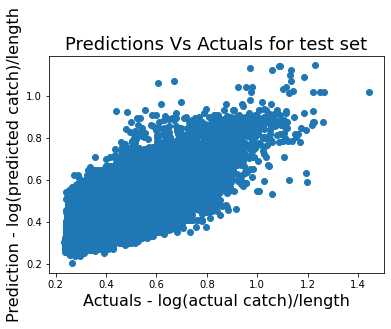 Predictions Vs Actuals for test set
Prediction - log(predicted catch)/length
1.0
0.8
0.6
0.4
0.2
0.2 0.4 0.6 0.8 1.0 1.2 1.4
Actuals - log(actual catch)/length